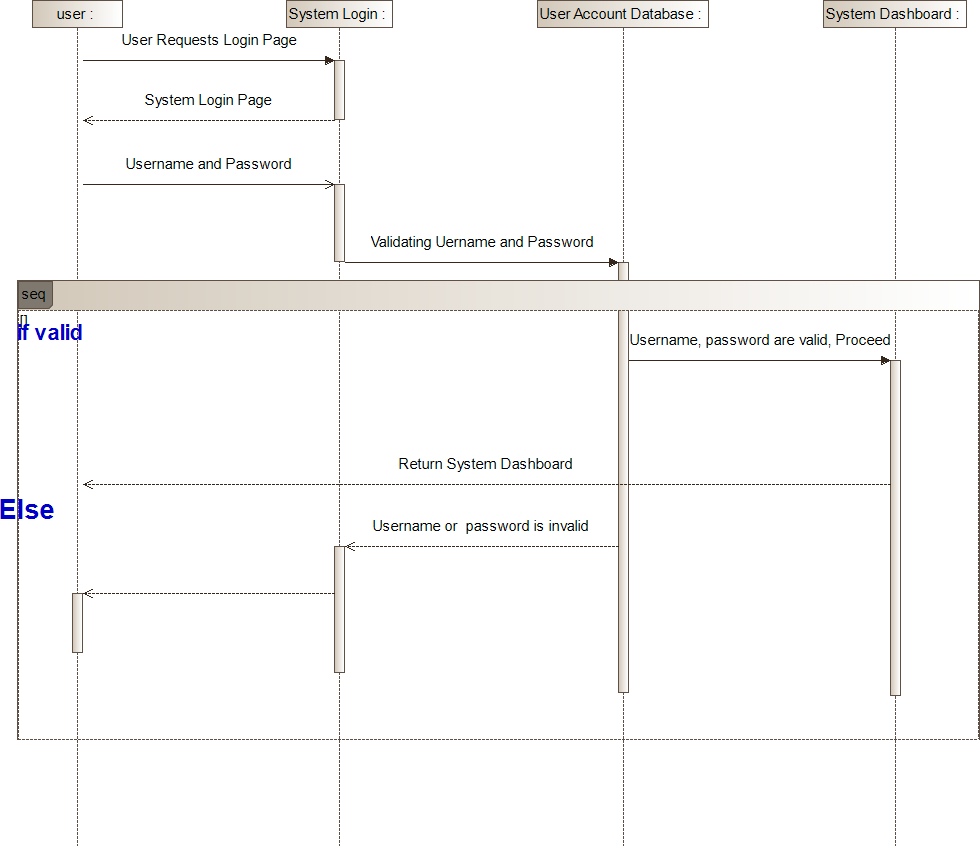 user :
System Login :
User Account Database :
System Dashboard :
User Requests Login Page
System Login Page
Username and Password
Validating Uername and Password
seq
[]
if valid
Username, password are valid, Proceed
Return System Dashboard
Else
Username or  password is invalid